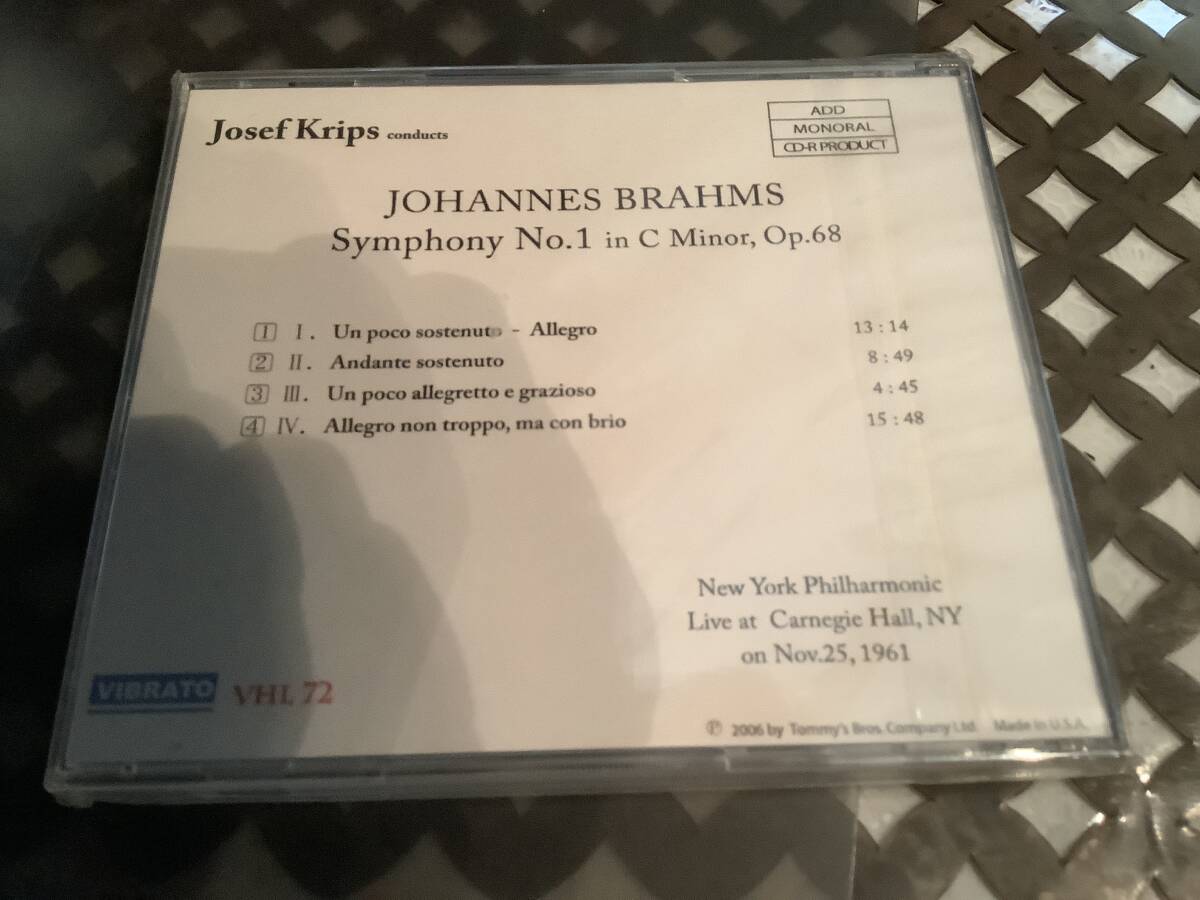 Josef Krips conducts
ADD
MONORAL
CD-R PRODUCT
JOHANNES BRAHMS
Symphony No.1 in C Minor, Op.68
1 I. Un poco sostenuto - Allegro 13:14
2 II. Andante sostenuto 8:49
3 III. Un poco allegretto e grazioso 4:45
4 IV. Allegro non troppo, ma con brio 15:48
New York Philharmonic
Live at Carnegie Hall, NY
on Nov.25, 1961
VIBRATO VHL 72
℗ 2006 by Tommy's Bros. Company Ltd. Made in U.S.A.